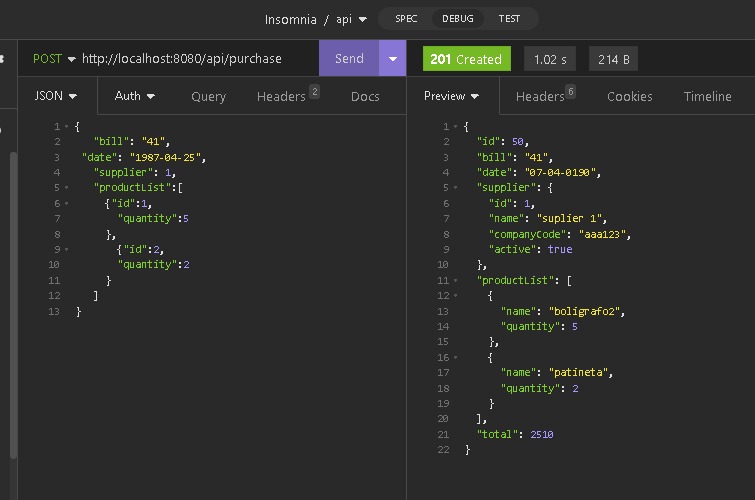 Insomnia / api SPEC DEBUG TEST
POST http://localhost:8080/api/purchase Send
201 Created 1.02 s 214 B
JSON Auth Query Headers 2 Docs
Preview Headers 6 Cookies Timeline
1 {
2 "bill": "41",
3 "date": "1987-04-25",
4 "supplier": 1,
5 "productList":[
6 {"id":1,
7 "quantity":5
8 },
9 {"id":2,
10 "quantity":2
11 }
12 ]
13 }
1 {
2 "id": 50,
3 "bill": "41",
4 "date": "07-04-0190",
5 "supplier": {
6 "id": 1,
7 "name": "suplier 1",
8 "companyCode": "aaa123",
9 "active": true
10 },
11 "productList": [
12 {
13 "name": "boligrafo2",
14 "quantity": 5
15 },
16 {
17 "name": "patineta",
18 "quantity": 2
19 }
20 ],
21 "total": 2510
22 }